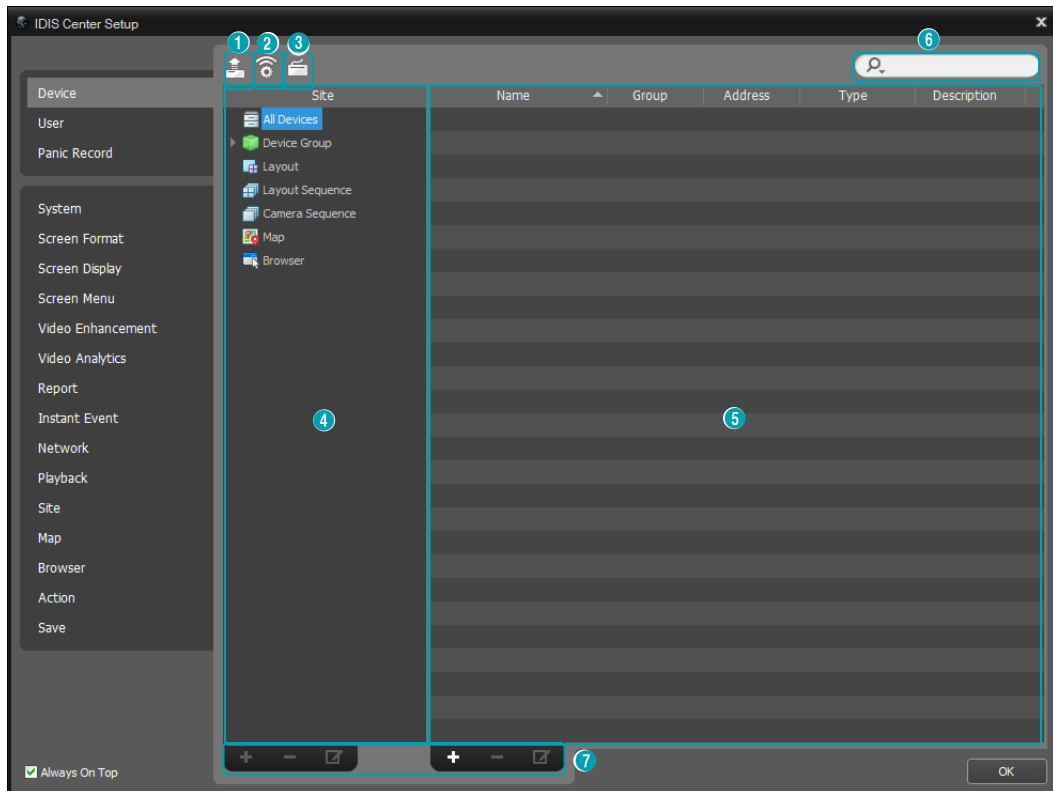 IDIS Center Setup
x
1
2
3
6
Device
User
Panic Record
System
Screen Format
Screen Display
Screen Menu
Video Enhancement
Video Analytics
Report
Instant Event
Network
Playback
Site
Map
Browser
Action
Save
Always On Top
Site
All Devices
Device Group
Layout
Layout Sequence
Camera Sequence
Map
Browser
4
Name Group Address Type Description
5
7
OK